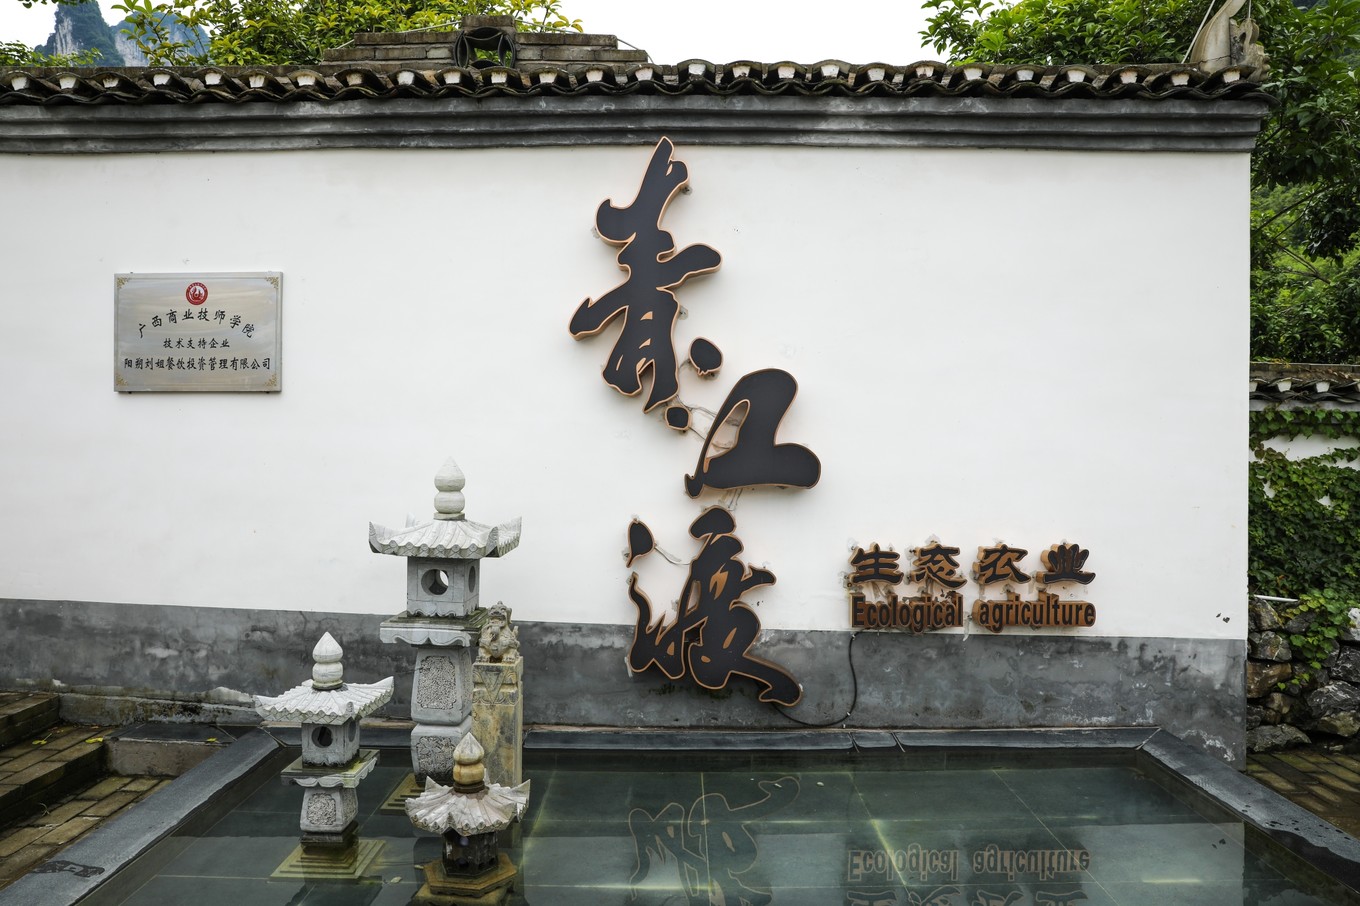 广西商业技师学院
技术支持企业
阳朔刘姐餐饮投资管理有限公司
青江渡
生态农业
Ecological agriculture